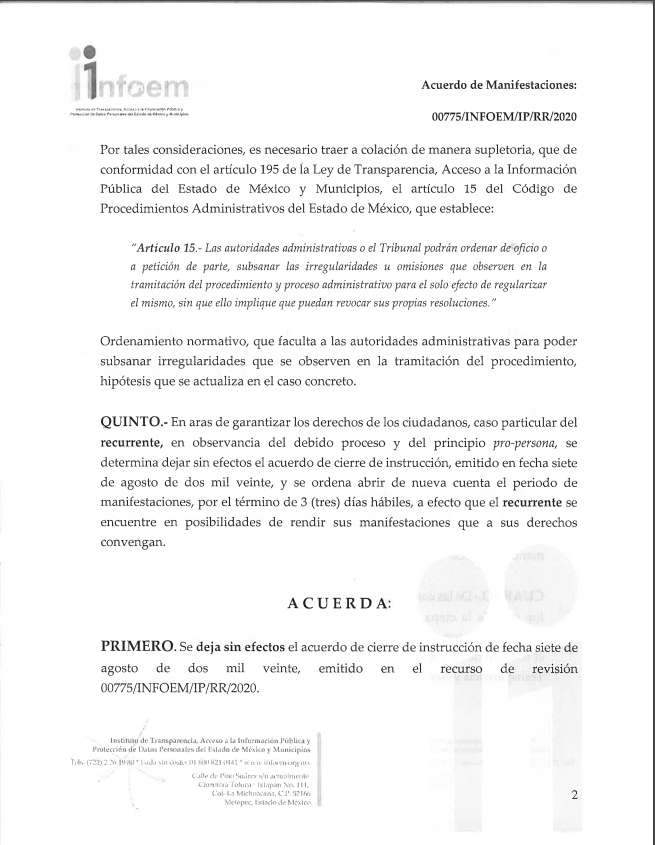 infoem
Instituto de Transparencia, Acceso a la Información Pública y
Protección de Datos Personales del Estado de México y Municipios
Acuerdo de Manifestaciones:
00775/INFOEM/IP/RR/2020
Por tales consideraciones, es necesario traer a colación de manera supletoria, que de
conformidad con el artículo 195 de la Ley de Transparencia, Acceso a la Información
Pública del Estado de México y Municipios, el artículo 15 del Código de
Procedimientos Administrativos del Estado de México, que establece:
“Artículo 15.- Las autoridades administrativas o el Tribunal podrán ordenar de oficio o
a petición de parte, subsanar las irregularidades u omisiones que observen en la
tramitación del procedimiento y proceso administrativo para el solo efecto de regularizar
el mismo, sin que ello implique que puedan revocar sus propias resoluciones.”
Ordenamiento normativo, que faculta a las autoridades administrativas para poder
subsanar irregularidades que se observen en la tramitación del procedimiento,
hipótesis que se actualiza en el caso concreto.
QUINTO.- En aras de garantizar los derechos de los ciudadanos, caso particular del
recurrente, en observancia del debido proceso y del principio pro-persona, se
determina dejar sin efectos el acuerdo de cierre de instrucción, emitido en fecha siete
de agosto de dos mil veinte, y se ordena abrir de nueva cuenta el periodo de
manifestaciones, por el término de 3 (tres) días hábiles, a efecto que el recurrente se
encuentre en posibilidades de rendir sus manifestaciones que a sus derechos
convengan.
A C U E R D A:
PRIMERO. Se deja sin efectos el acuerdo de cierre de instrucción de fecha siete de
agosto de dos mil veinte, emitido en el recurso de revisión
00775/INFOEM/IP/RR/2020.
Instituto de Transparencia, Acceso a la Información Pública y
Protección de Datos Personales del Estado de México y Municipios
Tels. (722) 2 26 19 80 * Lada sin costo: 01 800 821 0441 * www.infoem.org.mx
Calle de Pino Suárez sin actualmente
Carretera Toluca - Ixtapan No. 111,
Col. La Michoacana, C.P. 52166
Metepec, Estado de México
2